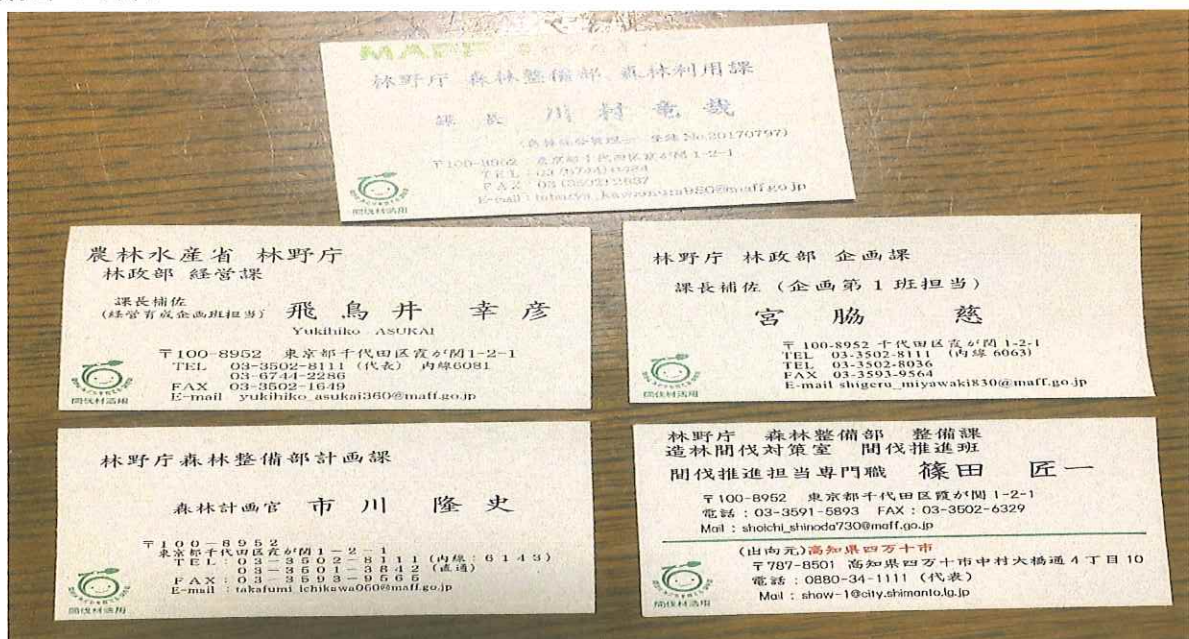 MAFF
林野庁 森林整備部 森林利用課
課長 川村竜哉
〒100-8952 東京都千代田区霞が関1-2-1
TEL : 03(6744)
FAX 03(3502)2887
間伐材活用
農林水産省 林野庁
林政部 経営課
課長補佐
(経営育成企画班担当) 飛鳥井 幸彦
Yukihiko ASUKAI
〒100-8952 東京都千代田区霞が関1-2-1
TEL 03-3502-8111(代表) 内線6081
03-6744-2286
FAX 03-3502-1649
E-mail yukihiko_asukai360@maff.go.jp
間伐材活用
林野庁 林政部 企画課
課長補佐(企画第1班担当)
宮脇 慈
〒100-8952 千代田区霞が関1-2-1
TEL 03-3502-8111 (内線 6063)
TEL 03-3502-8036
FAX 03-3593-9564
E-mail shigeru_miyawaki830@maff.go.jp
間伐材活用
林野庁森林整備部計画課
森林計画官 市川 隆史
〒100-8952
東京都千代田区霞が関1-2-1
TEL:03-3502-8111(内線:6143)
03-3501-3842(直通)
FAX:03-3593-9565
E-mail : takafumi_ichikawa060@maff.go.jp
間伐材活用
林野庁 森林整備部 整備課
造林間伐対策室 間伐推進班
間伐推進担当専門職 篠田 匠一
〒100-8952 東京都千代田区霞が関1-2-1
電話:03-3591-5893 FAX:03-3502-6329
Mail : shoichi_shinoda730@maff.go.jp
(出向元)高知県四万十市
〒787-8501 高知県四万十市中村大橋通4丁目10
電話:0880-34-1111(代表)
Mail : show-1@city.shimanto.lg.jp
間伐材活用